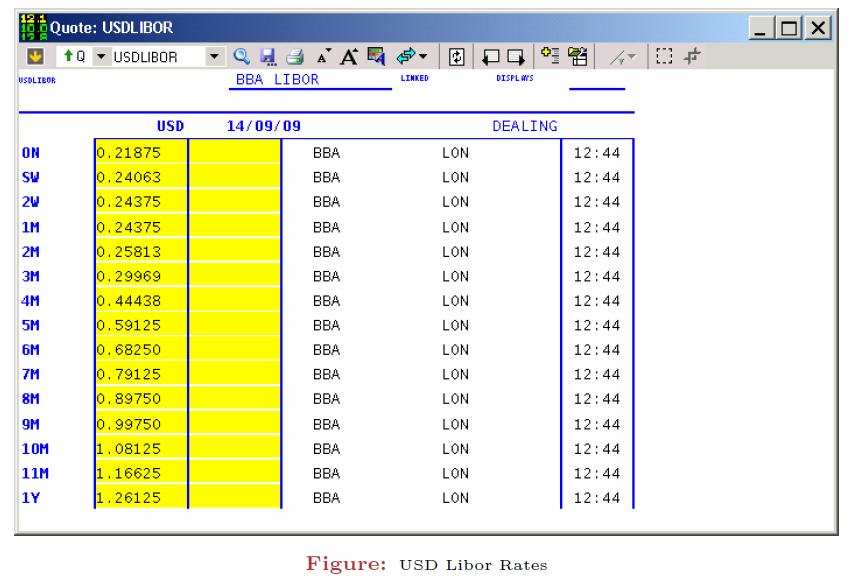 Quote: USDLIBOR
Q USDLIBOR
USDLIBOR BBA LIBOR LINKED DISPLAYS
USD 14/09/09 DEALING
ON 0.21875 BBA LON 12:44
SW 0.24063 BBA LON 12:44
2W 0.24375 BBA LON 12:44
1M 0.24375 BBA LON 12:44
2M 0.25813 BBA LON 12:44
3M 0.29969 BBA LON 12:44
4M 0.44438 BBA LON 12:44
5M 0.59125 BBA LON 12:44
6M 0.68250 BBA LON 12:44
7M 0.79125 BBA LON 12:44
8M 0.89750 BBA LON 12:44
9M 0.99750 BBA LON 12:44
10M 1.08125 BBA LON 12:44
11M 1.16625 BBA LON 12:44
1Y 1.26125 BBA LON 12:44
Figure: USD Libor Rates